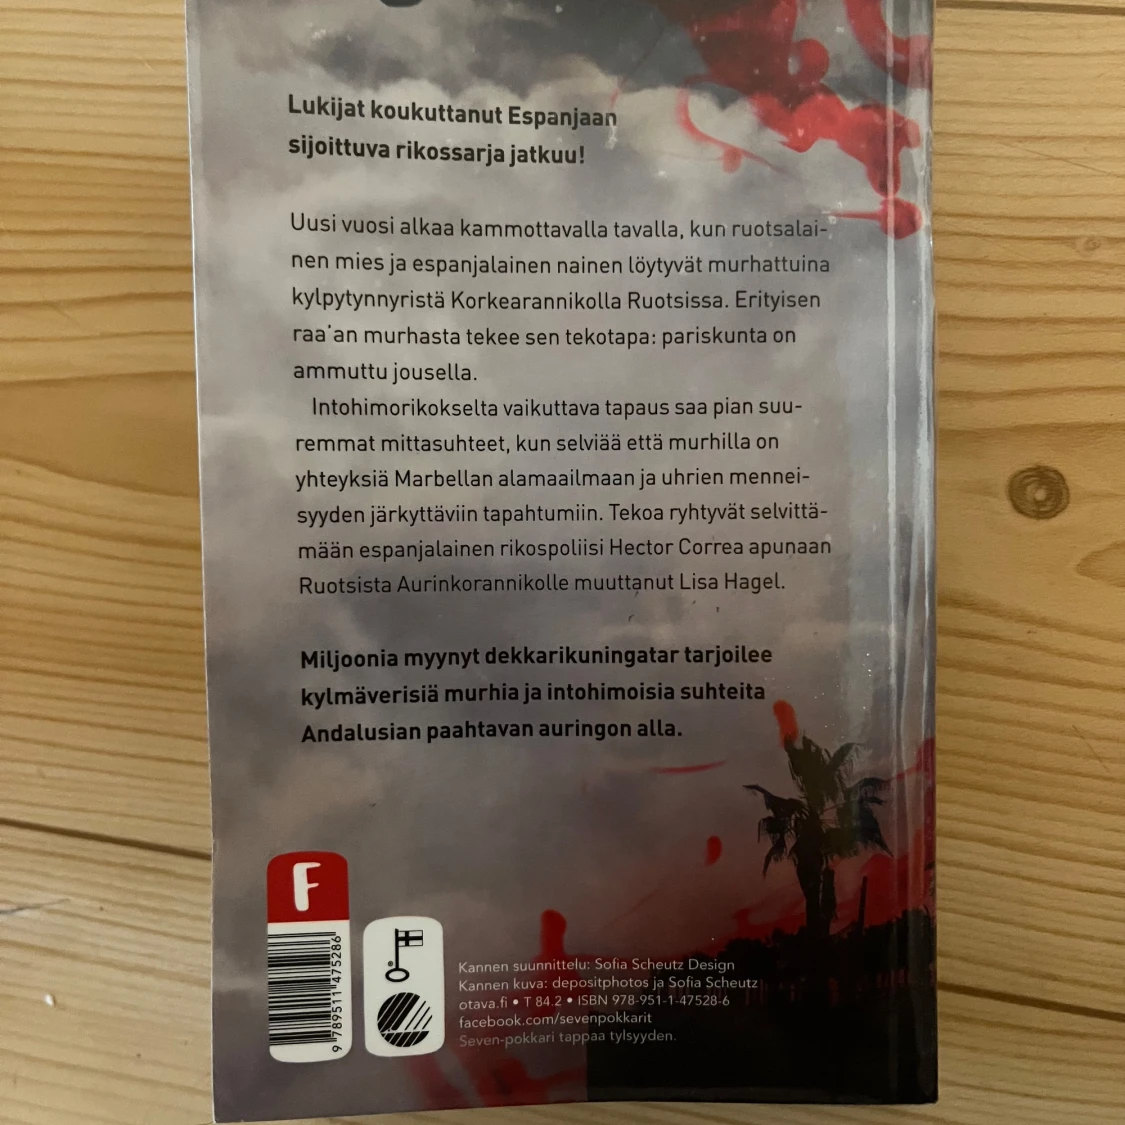 Lukijat koukuttanut Espanjaan
sijoittuva rikossarja jatkuu!
Uusi vuosi alkaa kammottavalla tavalla, kun ruotsalai-
nen mies ja espanjalainen nainen löytyvät murhattuina
kylpytynnyristä Korkearannikolla Ruotsissa. Erityisen
raa'an murhasta tekee sen tekotapa: pariskunta on
ammuttu jousella.
Intohimorikokselta vaikuttava tapaus saa pian suu-
remmat mittasuhteet, kun selviää että murhilla on
yhteyksiä Marbellan alamaailmaan ja uhrien mennei-
syyden järkyttäviin tapahtumiin. Tekoa ryhtyvät selvittä-
mään espanjalainen rikospoliisi Hector Correa apunaan
Ruotsista Aurinkorannikolle muuttanut Lisa Hagel.
Miljoonia myynyt dekkarikuningatar tarjoilee
kylmäverisiä murhia ja intohimoisia suhteita
Andalusian paahtavan auringon alla.
F
9 789511 475286
Kannen suunnittelu: Sofia Scheutz Design
Kannen kuva: depositphotos ja Sofia Scheutz
otava.fi • T 84.2 • ISBN 978-951-1-47528-6
facebook.com/sevenpokkarit
Seven-pokkari tappaa tylsyyden.